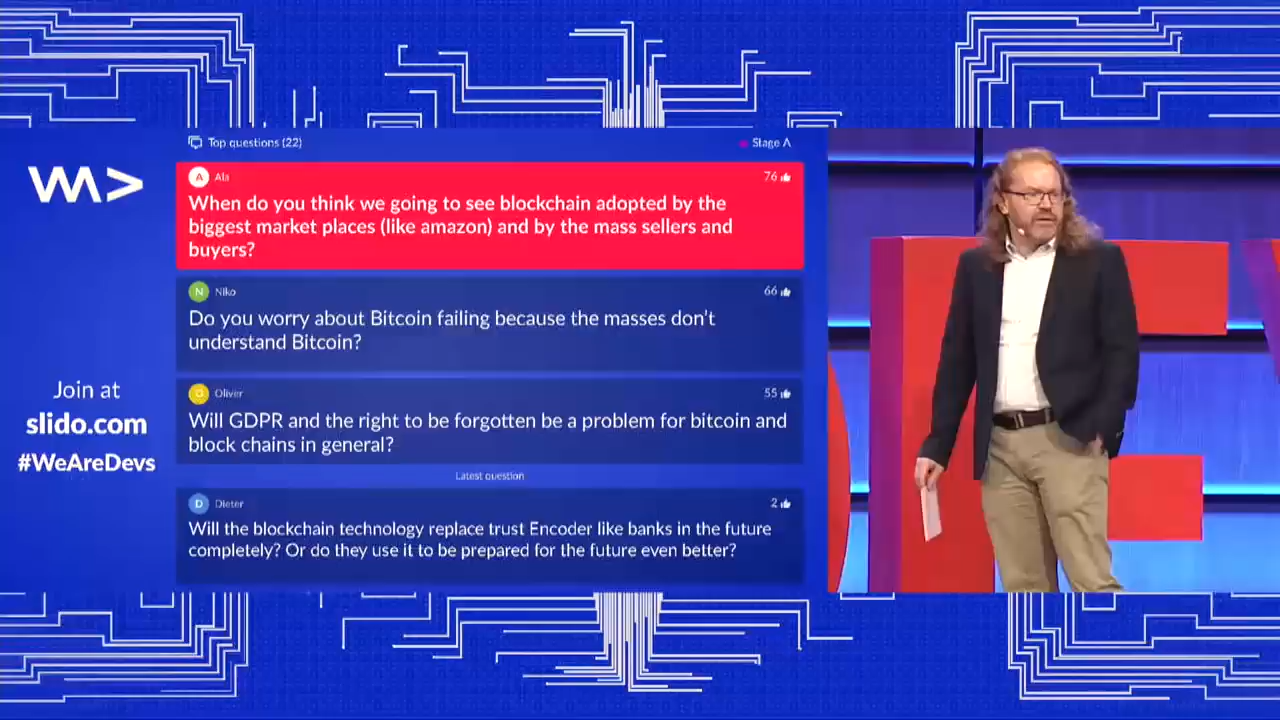 Top questions (22)
Stage A
WA>
A Ala
76
When do you think we going to see blockchain adopted by the
biggest market places (like amazon) and by the mass sellers and
buyers?
N Niko
66
Do you worry about Bitcoin failing because the masses don't
understand Bitcoin?
Join at
slido.com
#WeAreDevs
O Oliver
55
Will GDPR and the right to be forgotten be a problem for bitcoin and
block chains in general?
Latest question
D Dieter
2
Will the blockchain technology replace trust Encoder like banks in the future
completely? Or do they use it to be prepared for the future even better?